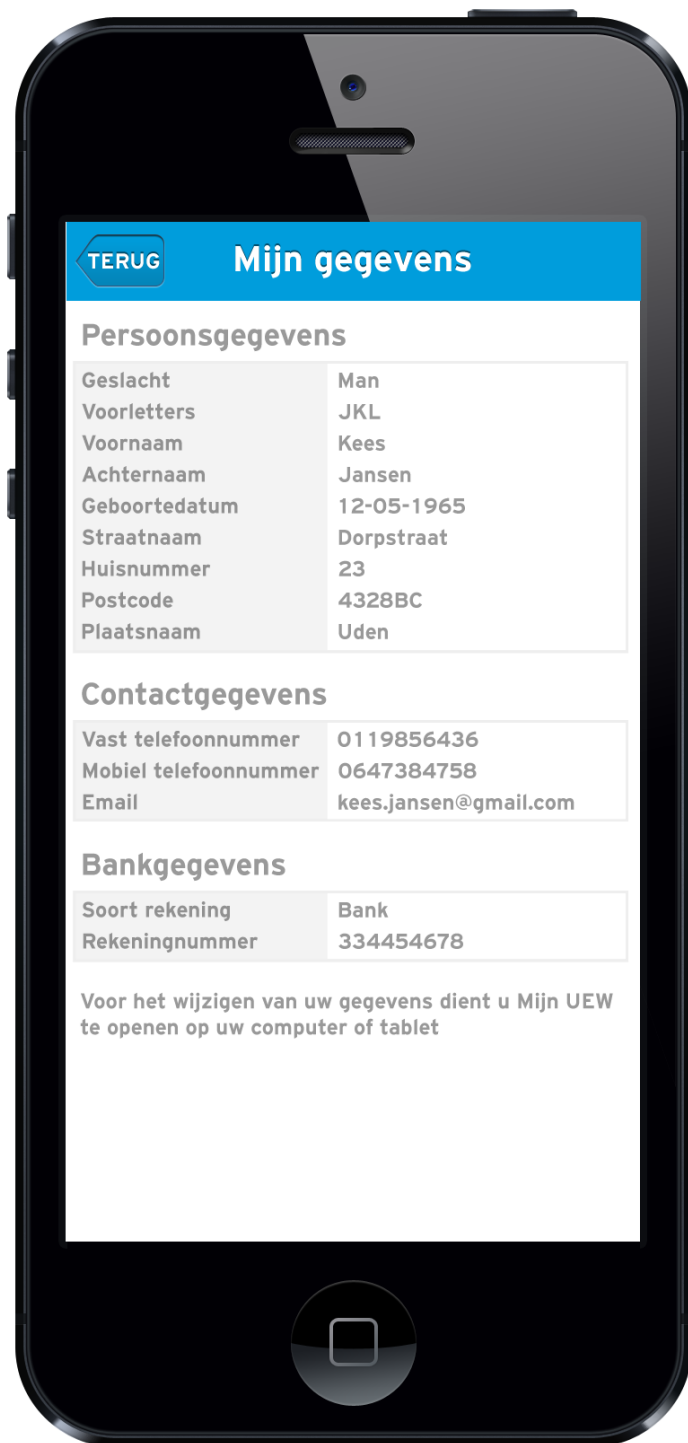 TERUG Mijn gegevens
Persoonsgegevens
Geslacht Man
Voorletters JKL
Voornaam Kees
Achternaam Jansen
Geboortedatum 12-05-1965
Straatnaam Dorpstraat
Huisnummer 23
Postcode 4328BC
Plaatsnaam Uden
Contactgegevens
Vast telefoonnummer 0119856436
Mobiel telefoonnummer 0647384758
Email kees.jansen@gmail.com
Bankgegevens
Soort rekening Bank
Rekeningnummer 334454678
Voor het wijzigen van uw gegevens dient u Mijn UEW
te openen op uw computer of tablet